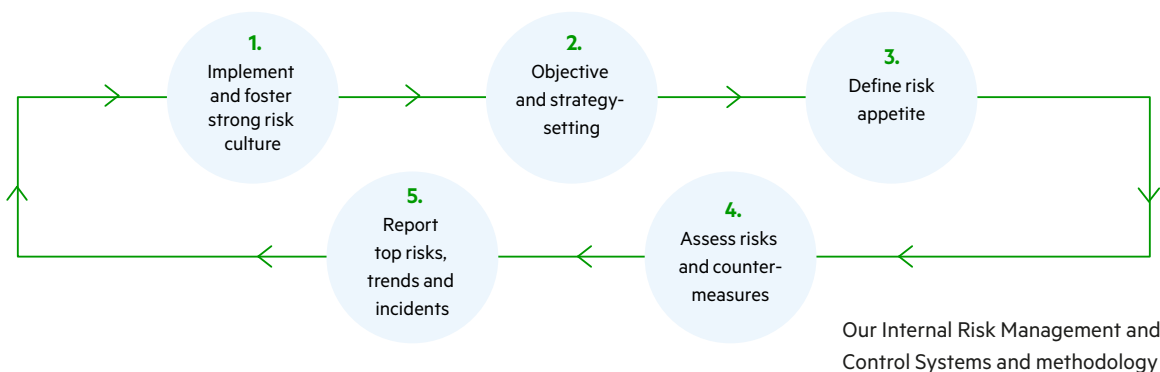 1.
Implement
and foster
strong risk
culture
2.
Objective
and strategy-
setting
3.
Define risk
appetite
4.
Assess risks
and counter-
measures
5.
Report
top risks,
trends and
incidents
Our Internal Risk Management and
Control Systems and methodology